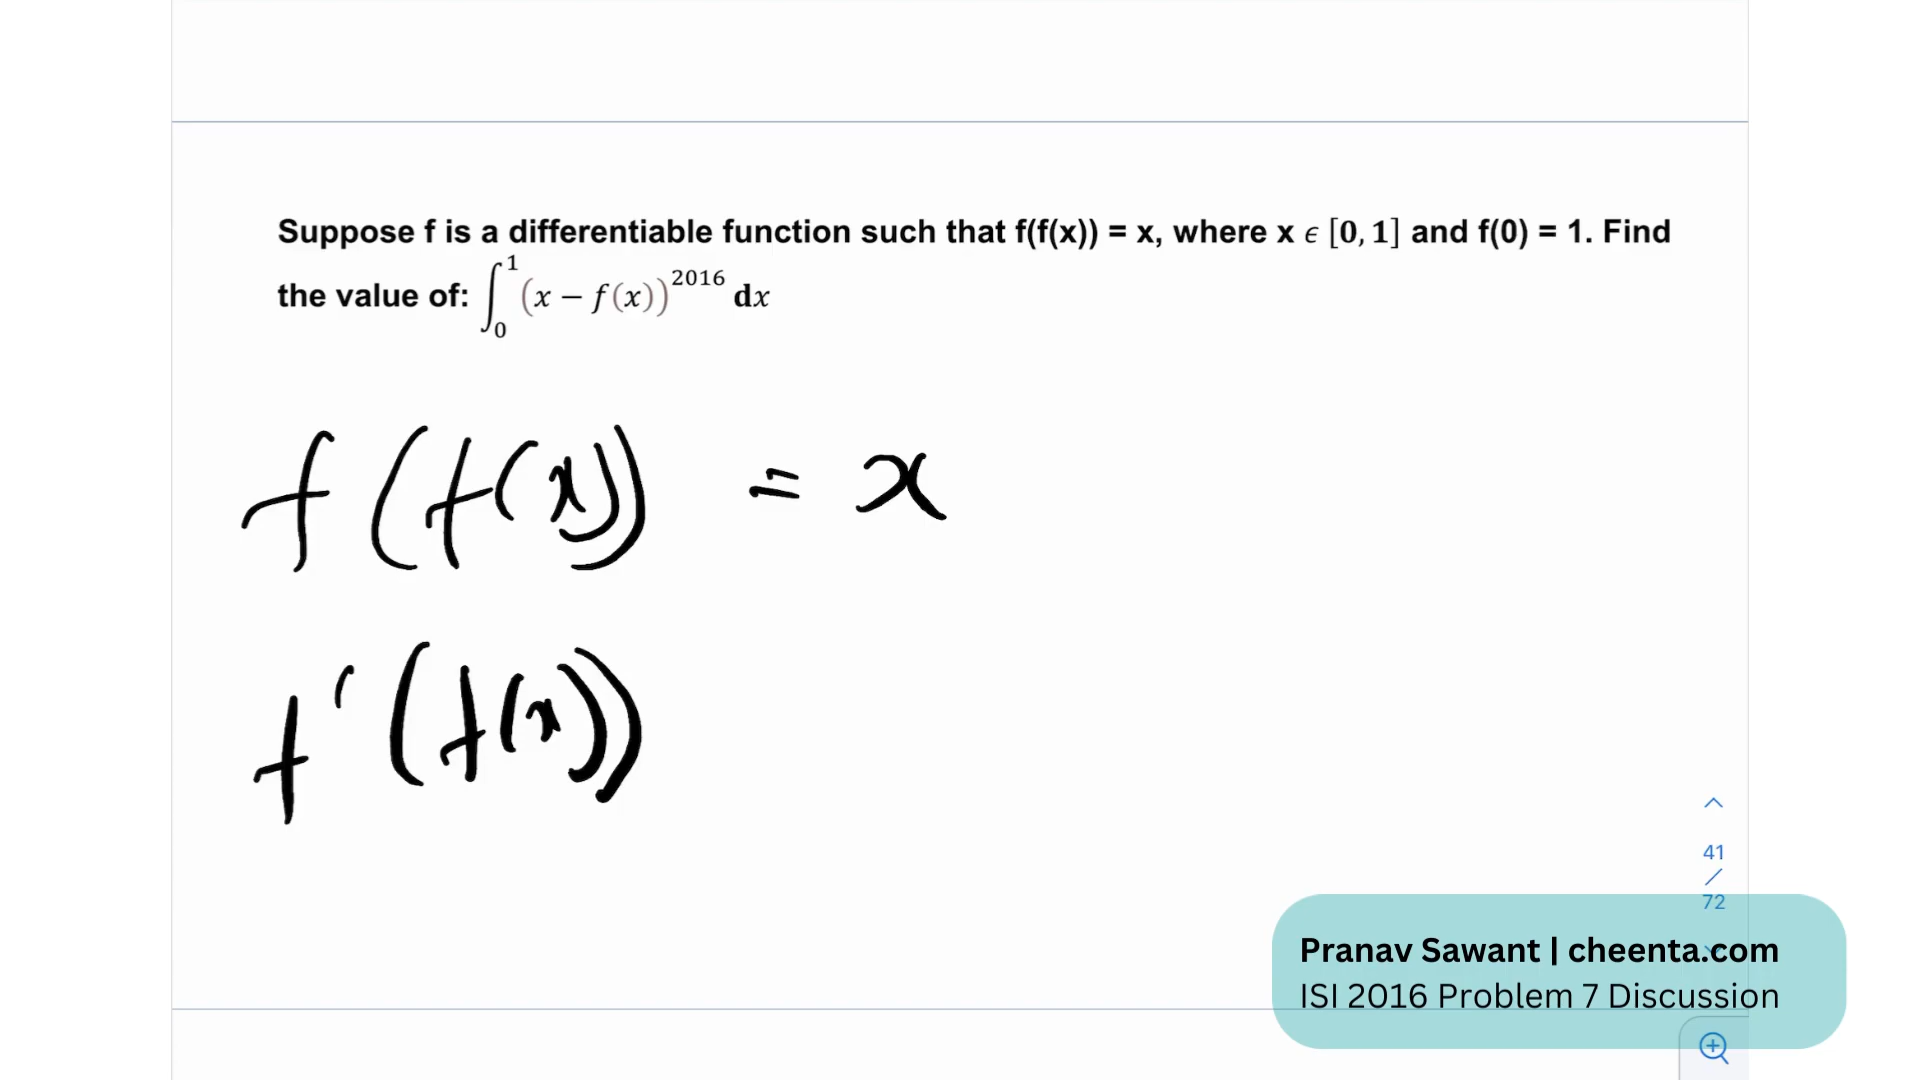 Suppose f is a differentiable function such that f(f(x)) = x, where x ϵ [0, 1] and f(0) = 1. Find
the value of: ∫₀¹ (x − f(x))²⁰¹⁶ dx
f(f(x)) = x
f'(f(x))
41
/
72
Pranav Sawant | cheenta.com
ISI 2016 Problem 7 Discussion